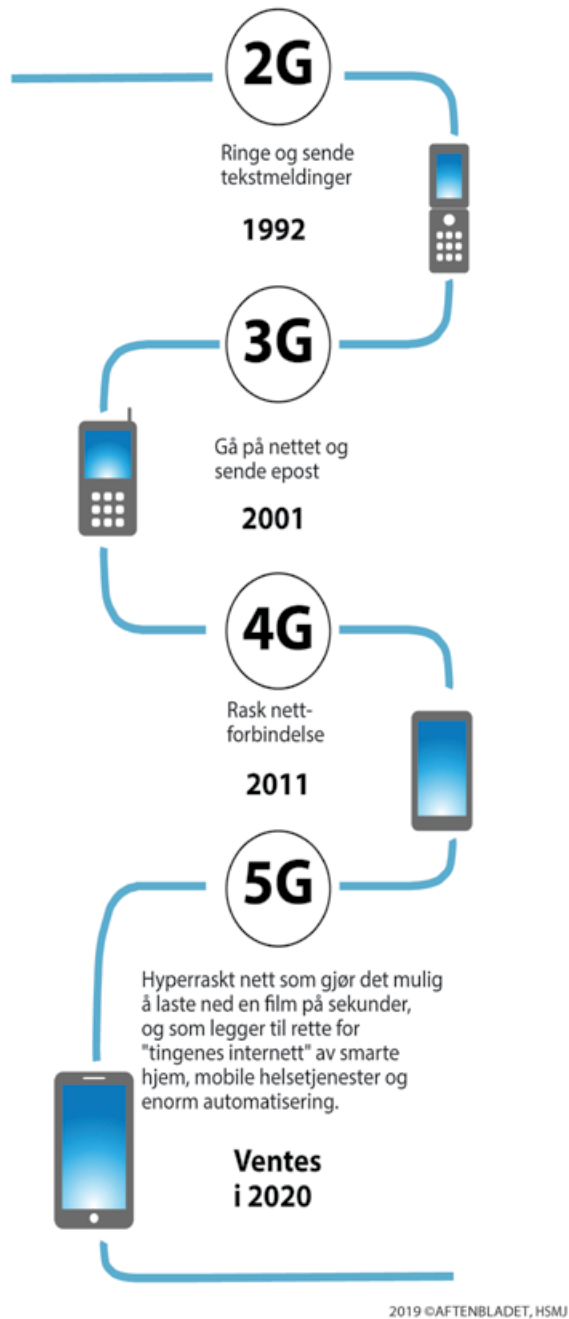 2G
Ringe og sende
tekstmeldinger
1992
3G
Gå på nettet og
sende epost
2001
4G
Rask nett-
forbindelse
2011
5G
Hyperraskt nett som gjør det mulig
å laste ned en film på sekunder,
og som legger til rette for
"tingenes internett" av smarte
hjem, mobile helsetjenester og
enorm automatisering.
Ventes
i 2020
2019 ©AFTENBLADET, HSMJ